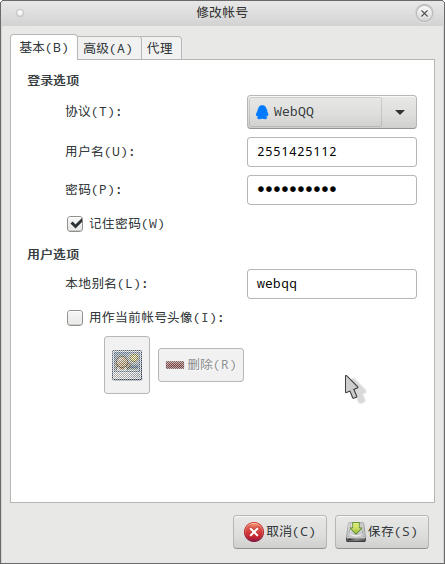 修改帐号
基本(B) 高级(A) 代理
登录选项
协议(T): WebQQ
用户名(U): 2551425112
密码(P): ●●●●●●●●●●
记住密码(W)
用户选项
本地别名(L): webqq
用作当前帐号头像(I):
删除(R)
取消(C) 保存(S)